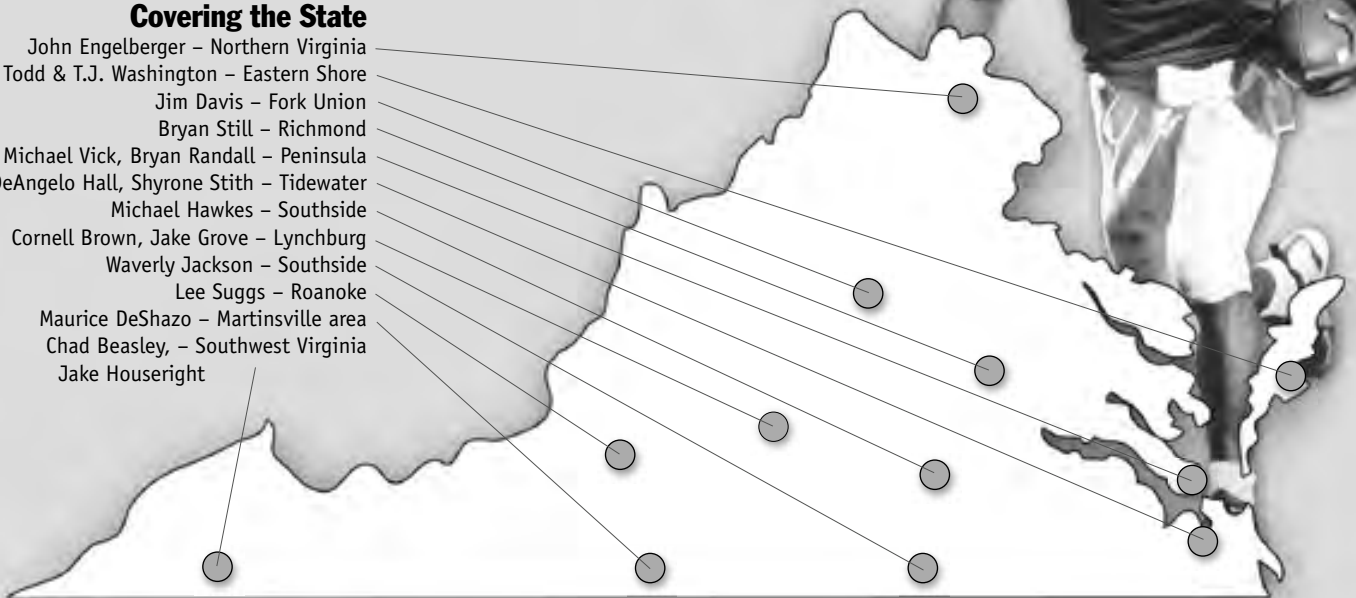 Covering the State
John Engelberger – Northern Virginia
Todd & T.J. Washington – Eastern Shore
Jim Davis – Fork Union
Bryan Still – Richmond
Michael Vick, Bryan Randall – Peninsula
DeAngelo Hall, Shyrone Stith – Tidewater
Michael Hawkes – Southside
Cornell Brown, Jake Grove – Lynchburg
Waverly Jackson – Southside
Lee Suggs – Roanoke
Maurice DeShazo – Martinsville area
Chad Beasley, – Southwest Virginia
Jake Houseright